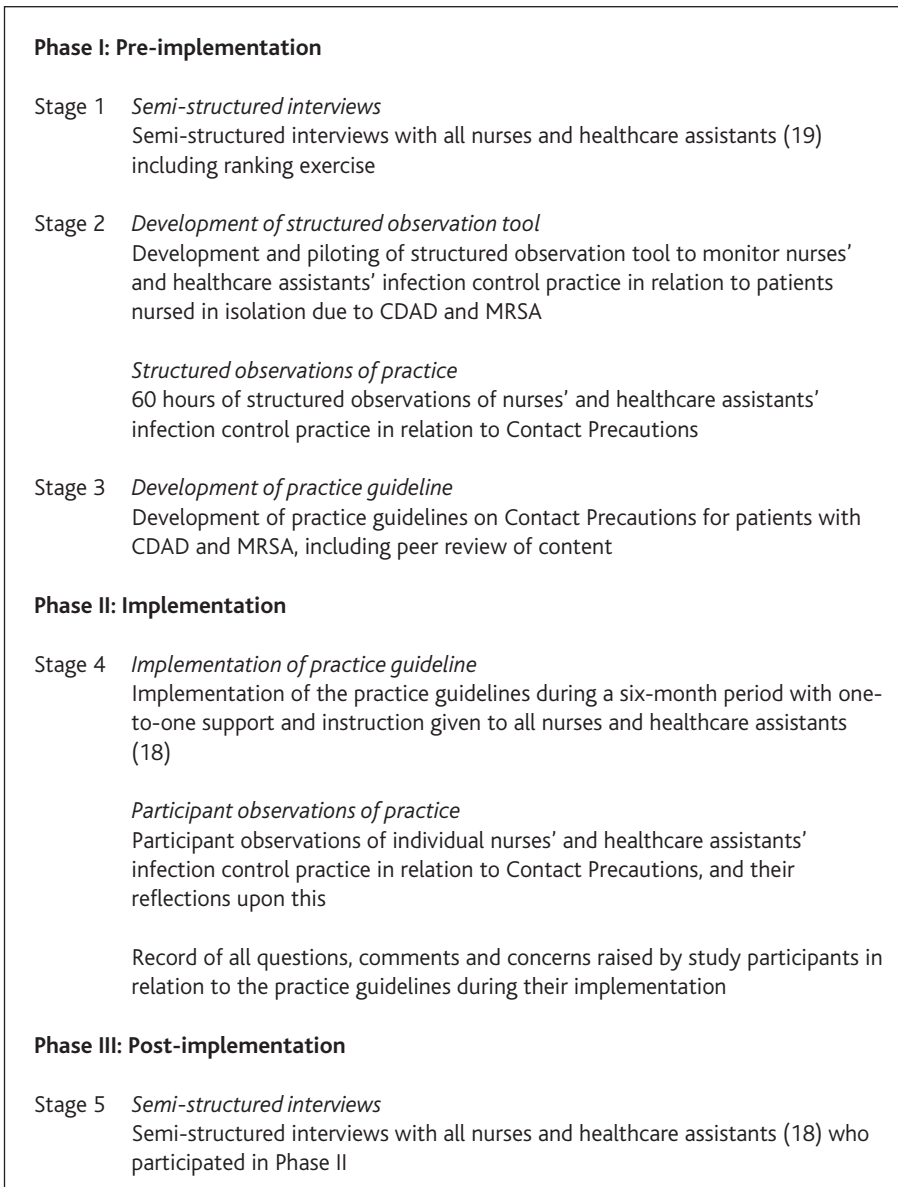 Phase I: Pre-implementation
Stage 1 Semi-structured interviews
Semi-structured interviews with all nurses and healthcare assistants (19)
including ranking exercise
Stage 2 Development of structured observation tool
Development and piloting of structured observation tool to monitor nurses’
and healthcare assistants’ infection control practice in relation to patients
nursed in isolation due to CDAD and MRSA
Structured observations of practice
60 hours of structured observations of nurses’ and healthcare assistants’
infection control practice in relation to Contact Precautions
Stage 3 Development of practice guideline
Development of practice guidelines on Contact Precautions for patients with
CDAD and MRSA, including peer review of content
Phase II: Implementation
Stage 4 Implementation of practice guideline
Implementation of the practice guidelines during a six-month period with one-
to-one support and instruction given to all nurses and healthcare assistants
(18)
Participant observations of practice
Participant observations of individual nurses’ and healthcare assistants’
infection control practice in relation to Contact Precautions, and their
reflections upon this
Record of all questions, comments and concerns raised by study participants in
relation to the practice guidelines during their implementation
Phase III: Post-implementation
Stage 5 Semi-structured interviews
Semi-structured interviews with all nurses and healthcare assistants (18) who
participated in Phase II